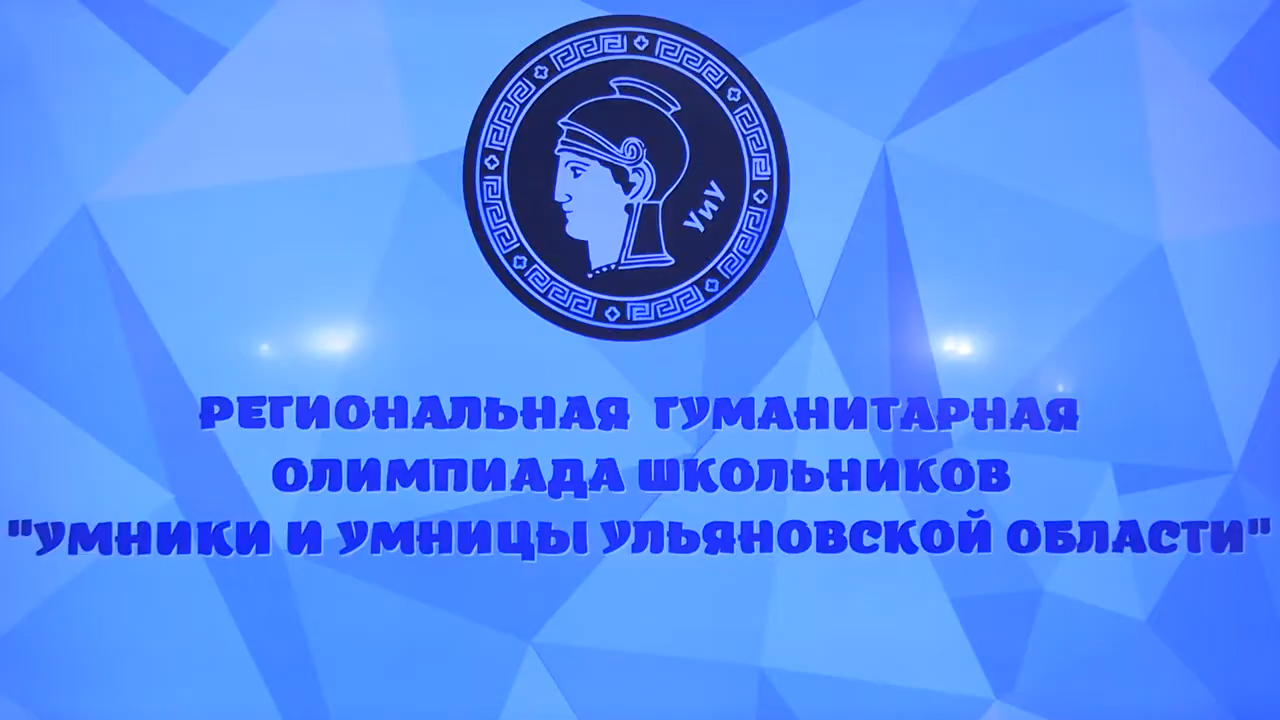 УиУ
РЕГИОНАЛЬНАЯ ГУМАНИТАРНАЯ
ОЛИМПИАДА ШКОЛЬНИКОВ
"УМНИКИ И УМНИЦЫ УЛЬЯНОВСКОЙ ОБЛАСТИ"